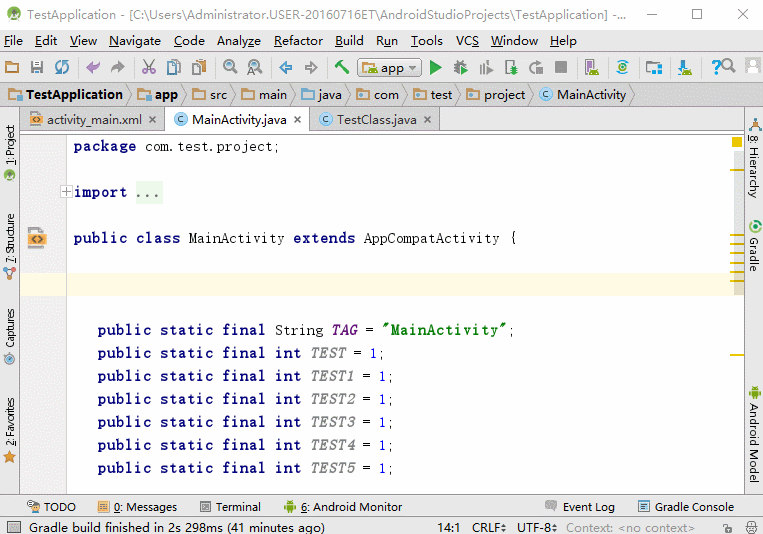 TestApplication - [C:\Users\Administrator.USER-20160716ET\AndroidStudioProjects\TestApplication] -...
File Edit View Navigate Code Analyze Refactor Build Run Tools VCS Window Help
app
TestApplication app src main java com test project MainActivity
activity_main.xml MainActivity.java TestClass.java
1: Project
7: Structure
Captures
2: Favorites
package com.test.project;
import ...
public class MainActivity extends AppCompatActivity {
public static final String TAG = "MainActivity";
public static final int TEST = 1;
public static final int TEST1 = 1;
public static final int TEST2 = 1;
public static final int TEST3 = 1;
public static final int TEST4 = 1;
public static final int TEST5 = 1;
8: Hierarchy
Gradle
Android Model
TODO 0: Messages Terminal 6: Android Monitor Event Log Gradle Console
Gradle build finished in 2s 298ms (41 minutes ago) 14:1 CRLF UTF-8 Context: <no context>